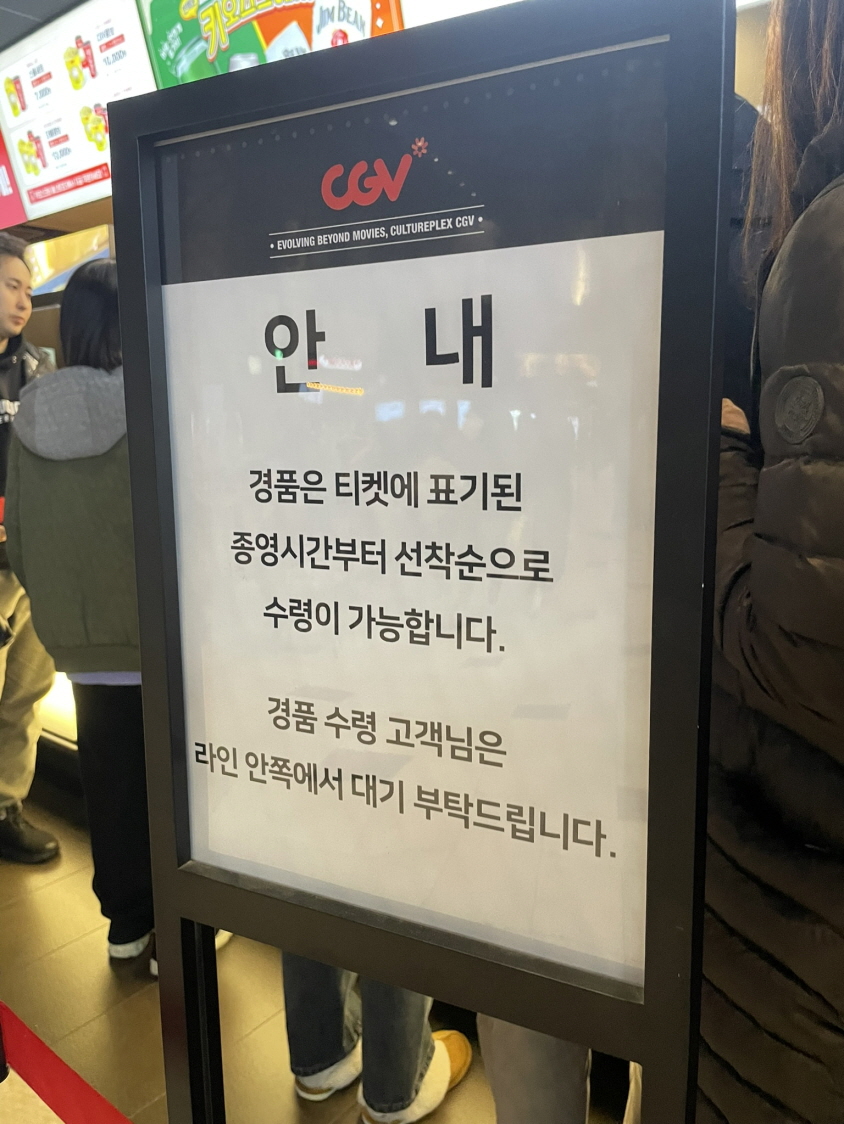 JIM BEAM
CGV
• EVOLVING BEYOND MOVIES, CULTUREPLEX CGV •
안 내
경품은 티켓에 표기된
종영시간부터 선착순으로
수령이 가능합니다.
경품 수령 고객님은
라인 안쪽에서 대기 부탁드립니다.